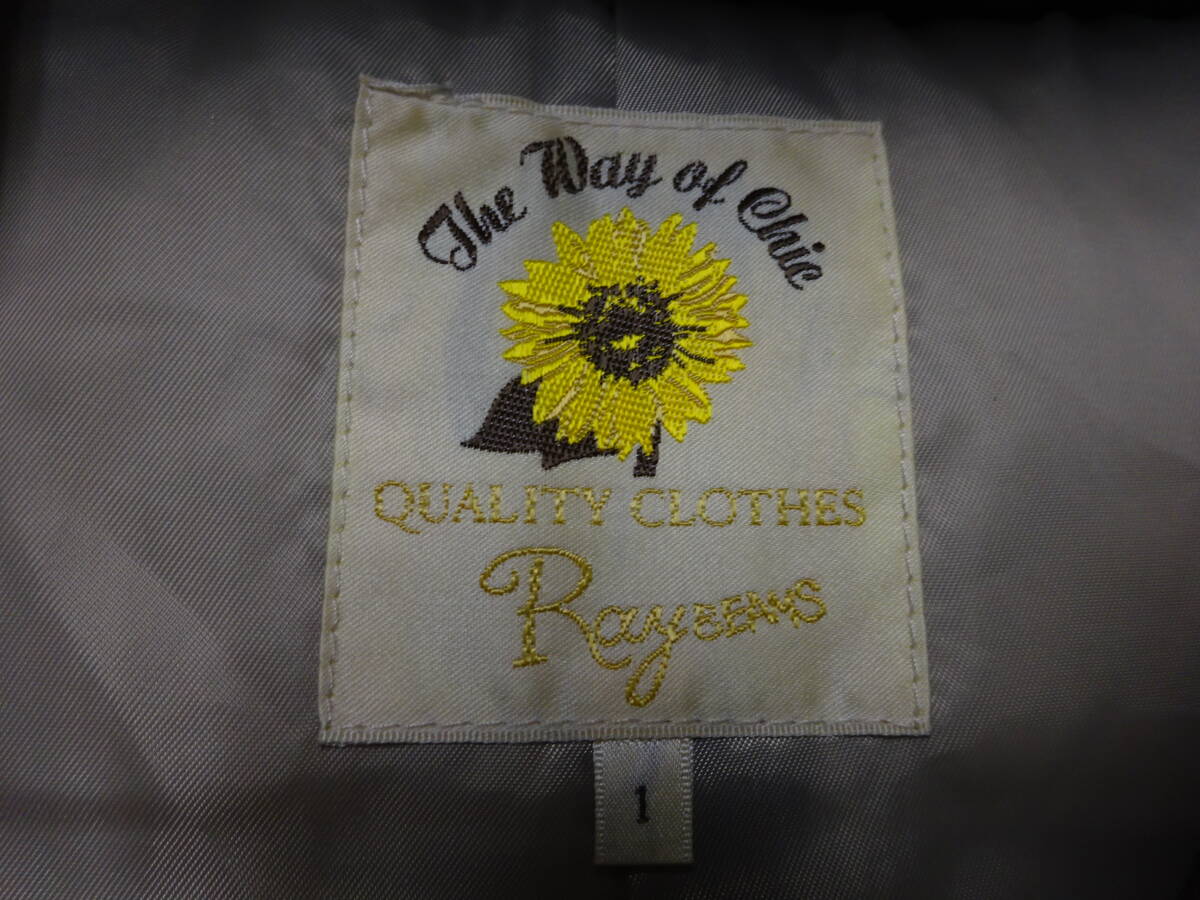 The Way of Chic
QUALITY CLOTHES
Ray BEAMS
1